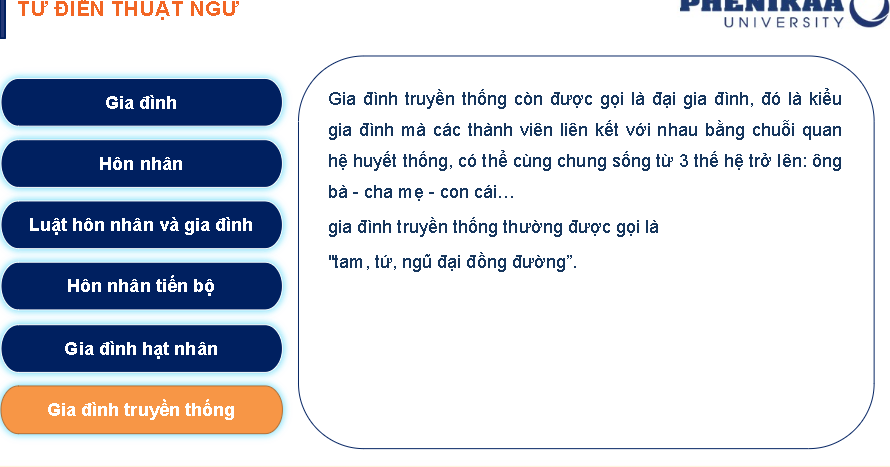 TỪ ĐIỂN THUẬT NGỮ
PHENIKAA
UNIVERSITY
Gia đình
Hôn nhân
Luật hôn nhân và gia đình
Hôn nhân tiến bộ
Gia đình hạt nhân
Gia đình truyền thống
Gia đình truyền thống còn được gọi là đại gia đình, đó là kiểu
gia đình mà các thành viên liên kết với nhau bằng chuỗi quan
hệ huyết thống, có thể cùng chung sống từ 3 thế hệ trở lên: ông
bà - cha mẹ - con cái...
gia đình truyền thống thường được gọi là
"tam, tứ, ngũ đại đồng đường”.